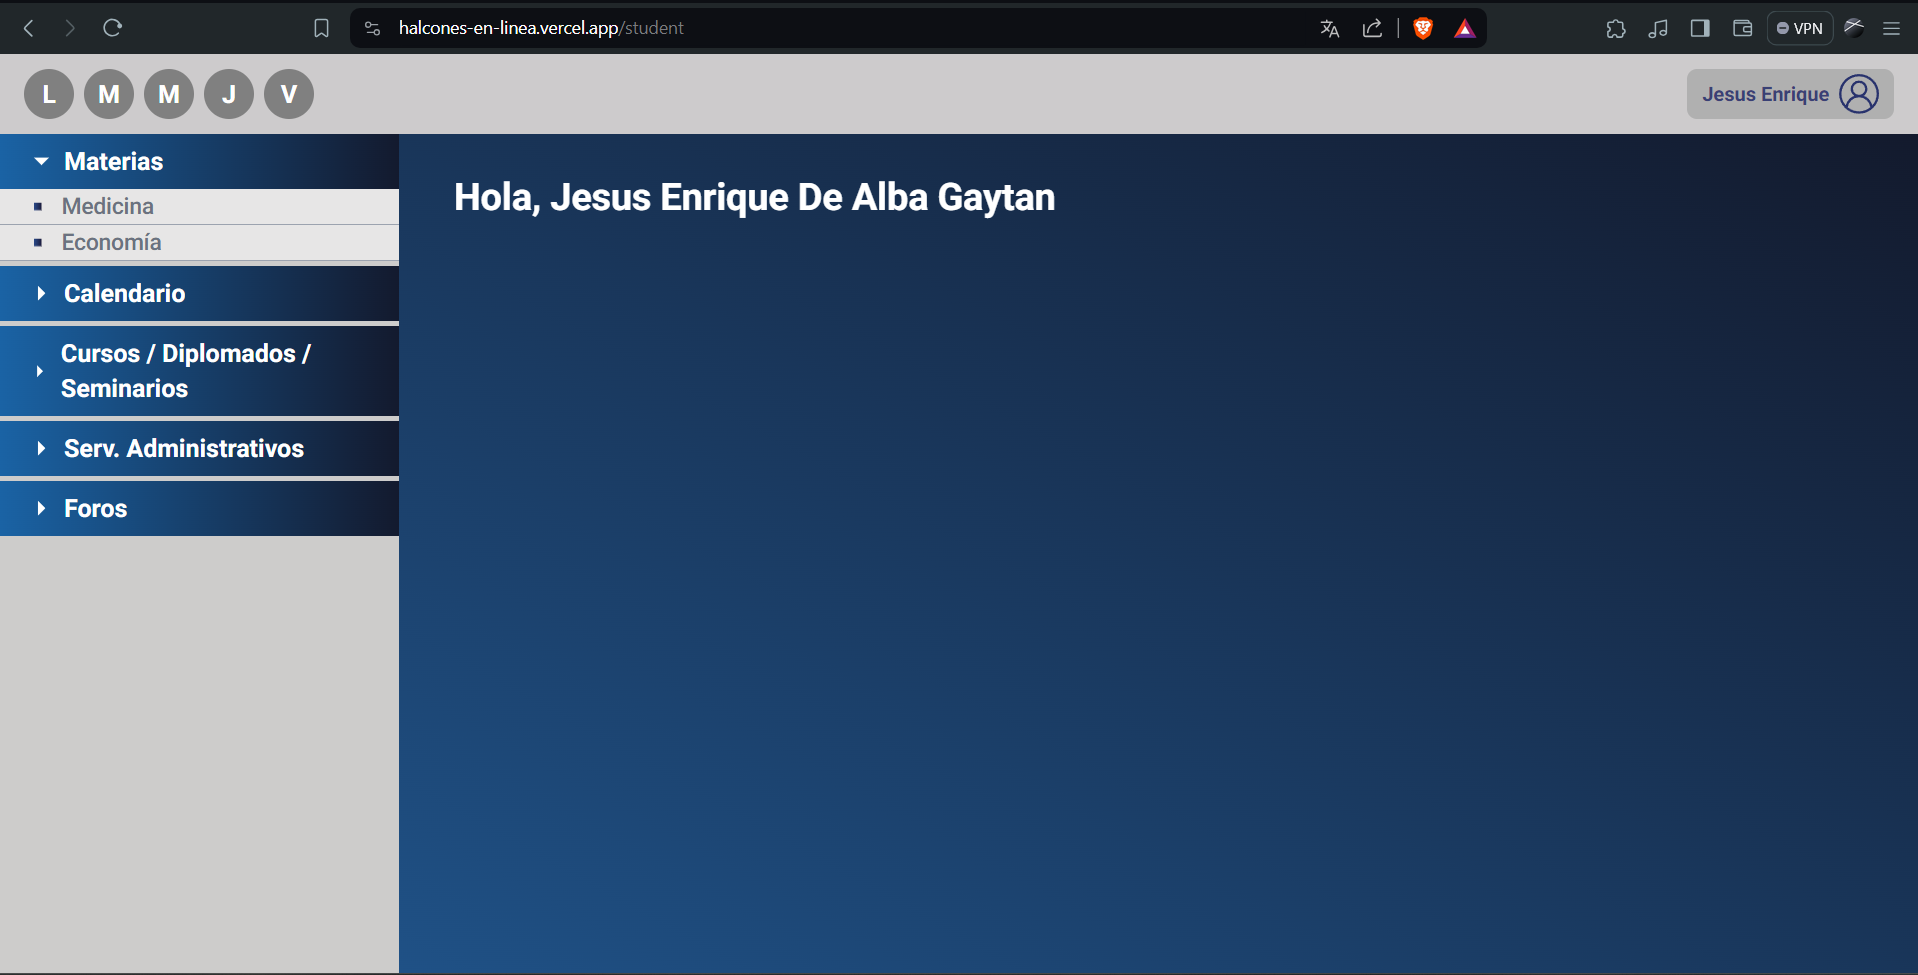 halcones-en-linea.vercel.app/student
VPN
L M M J V
Jesus Enrique
Materias
Medicina
Economía
Calendario
Cursos / Diplomados /
Seminarios
Serv. Administrativos
Foros
Hola, Jesus Enrique De Alba Gaytan